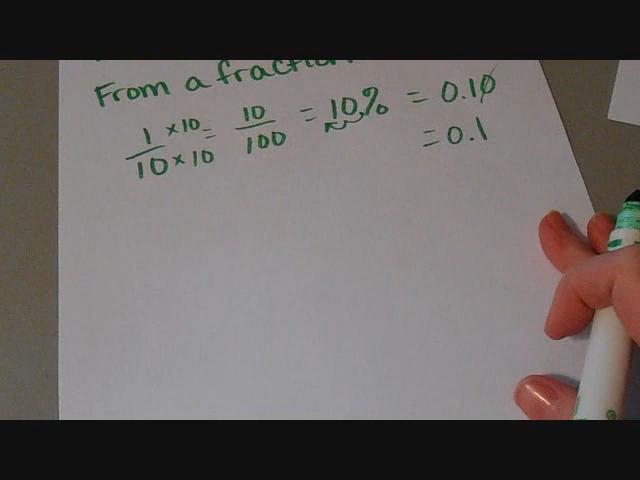 From a fraction
1/10 × 10/× 10 = 10/100 = 10% = 0.10
= 0.1